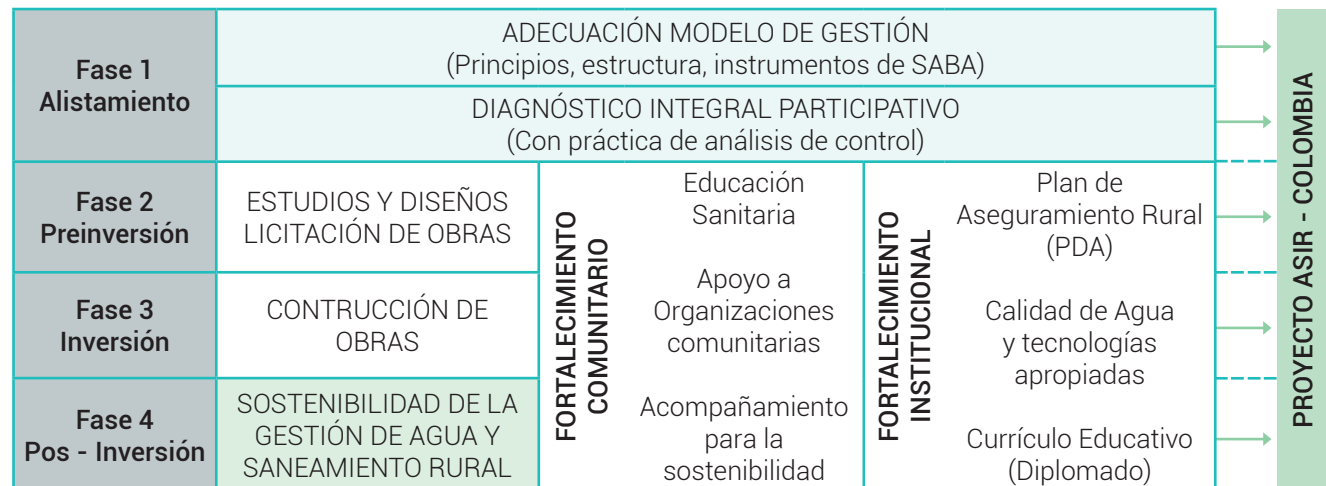 Fase 1
Alistamiento
ADECUACIÓN MODELO DE GESTIÓN
(Principios, estructura, instrumentos de SABA)
DIAGNÓSTICO INTEGRAL PARTICIPATIVO
(Con práctica de análisis de control)
Fase 2
Preinversión
ESTUDIOS Y DISEÑOS
LICITACIÓN DE OBRAS
Fase 3
Inversión
CONTRUCCIÓN DE
OBRAS
Fase 4
Pos - Inversión
SOSTENIBILIDAD DE LA
GESTIÓN DE AGUA Y
SANEAMIENTO RURAL
FORTALECIMIENTO
COMUNITARIO
Educación
Sanitaria
Apoyo a
Organizaciones
comunitarias
Acompañamiento
para la
sostenibilidad
FORTALECIMIENTO
INSTITUCIONAL
Plan de
Aseguramiento Rural
(PDA)
Calidad de Agua
y tecnologías
apropiadas
Currículo Educativo
(Diplomado)
PROYECTO ASIR - COLOMBIA